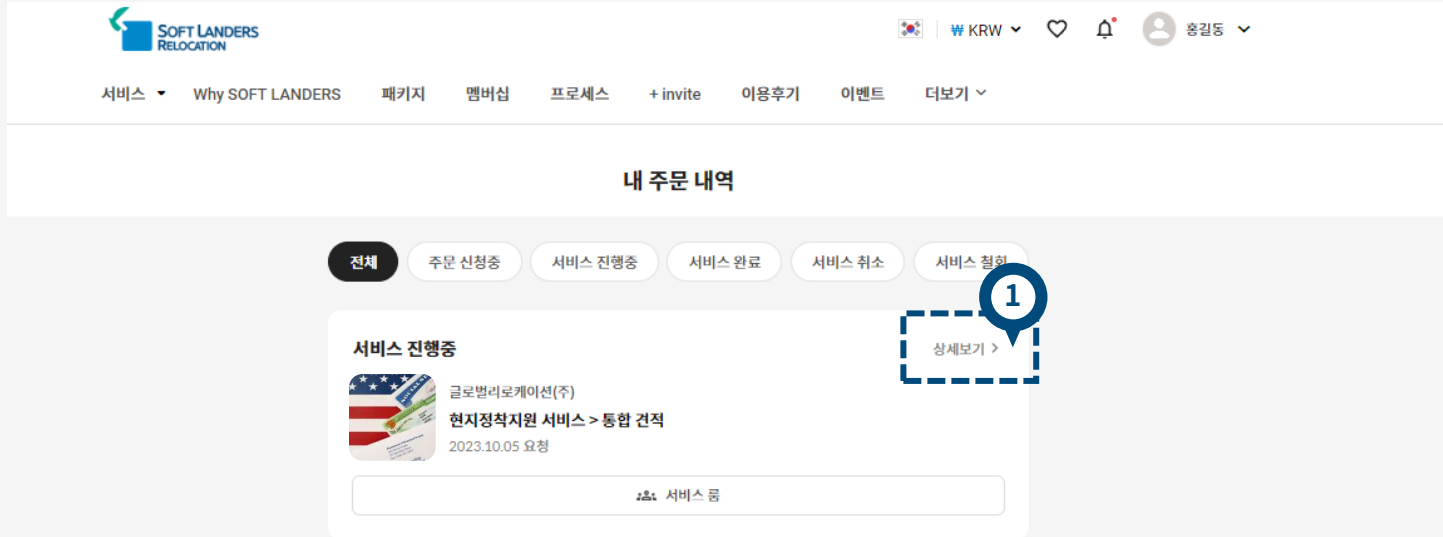 SOFT LANDERS
RELOCATION
₩ KRW
홍길동
서비스 Why SOFT LANDERS 패키지 멤버십 프로세스 + invite 이용후기 이벤트 더보기
내 주문 내역
전체 주문 신청중 서비스 진행중 서비스 완료 서비스 취소 서비스 철회
1
서비스 진행중 상세보기 >
글로벌리로케이션(주)
현지정착지원 서비스 > 통합 견적
2023.10.05 요청
서비스 룸